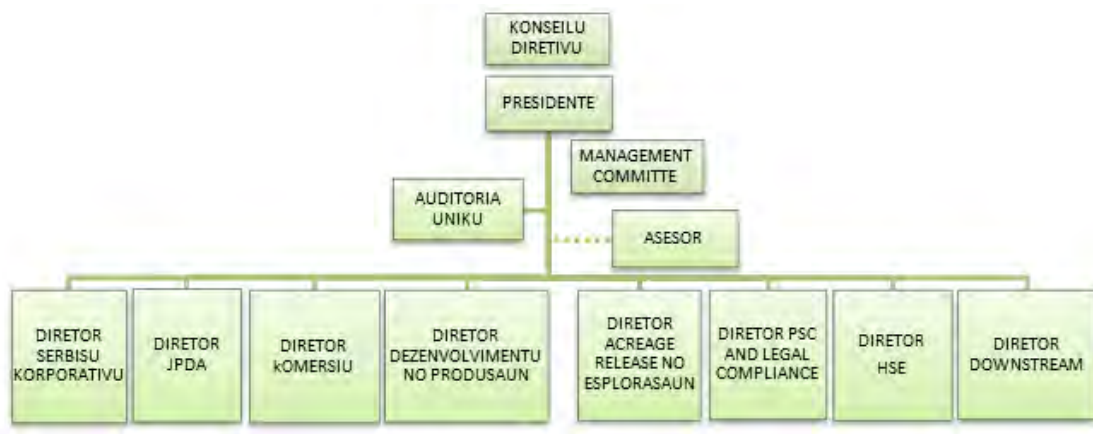 KONSEILU
DIRETIVU
PRESIDENTE
MANAGEMENT
COMMITTE
AUDITORIA
UNIKU
ASESOR
DIRETOR
SERBISU
KORPORATIVU
DIRETOR
JPDA
DIRETOR
kOMERSIU
DIRETOR
DEZENVOLVIMENTU
NO PRODUSAUN
DIRETOR
ACREAGE
RELEASE NO
ESPLORASAUN
DIRETOR PSC
AND LEGAL
COMPLIANCE
DIRETOR
HSE
DIRETOR
DOWNSTREAM